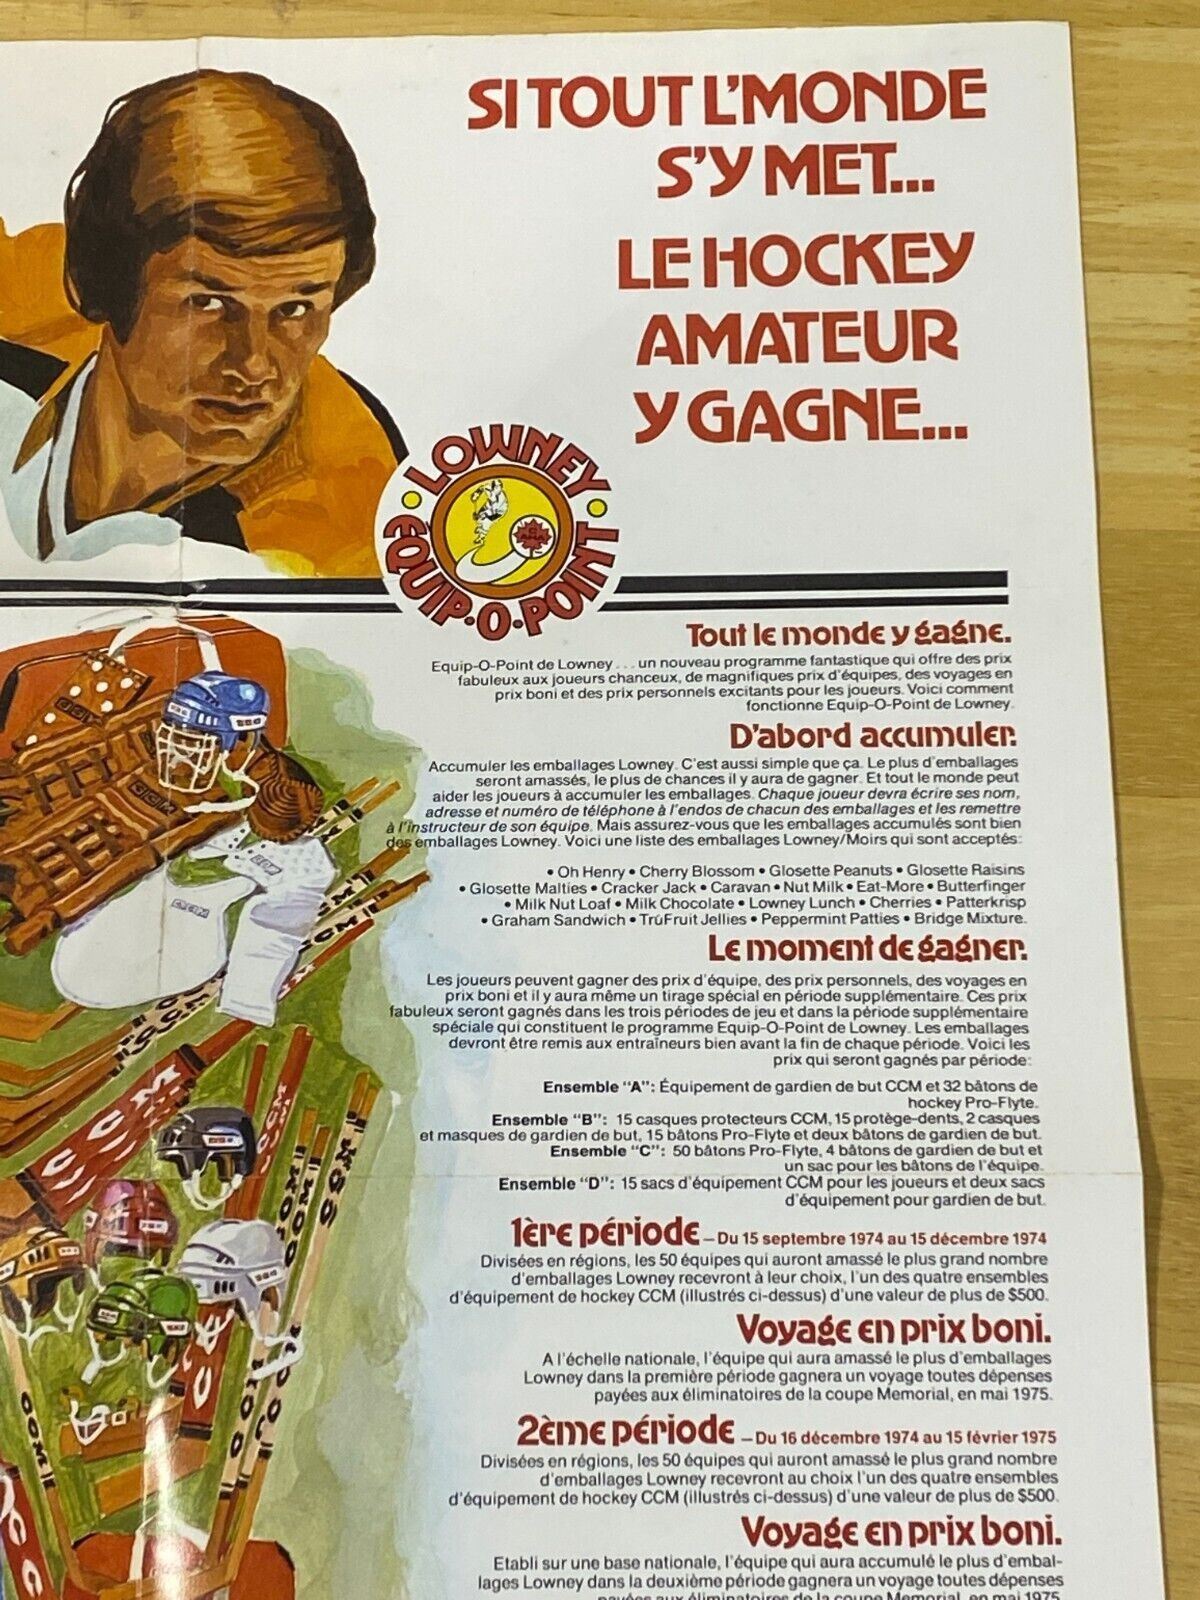 SI TOUT L'MONDE
S'Y MET...
LE HOCKEY
AMATEUR
Y GAGNE...
LOWNEY
ÉQUIP·O·POINT
Tout le monde y gagne.
Equip-O-Point de Lowney . . . un nouveau programme fantastique qui offre des prix
fabuleux aux joueurs chanceux, de magnifiques prix d'équipes, des voyages en
prix boni et des prix personnels excitants pour les joueurs. Voici comment
fonctionne Equip-O-Point de Lowney.
D'abord accumuler.
Accumuler les emballages Lowney. C'est aussi simple que ça. Le plus d'emballages
seront amassés, le plus de chances il y aura de gagner. Et tout le monde peut
aider les joueurs à accumuler les emballages. Chaque joueur devra écrire ses nom,
adresse et numéro de téléphone à l'endos de chacun des emballages et les remettre
à l'instructeur de son équipe. Mais assurez-vous que les emballages accumulés sont bien
des emballages Lowney. Voici une liste des emballages Lowney/Moirs qui sont acceptés:
• Oh Henry • Cherry Blossom • Glosette Peanuts • Glosette Raisins
• Glosette Malties • Cracker Jack • Caravan • Nut Milk • Eat-More • Butterfinger
• Milk Nut Loaf • Milk Chocolate • Lowney Lunch • Cherries • Patterkrisp
• Graham Sandwich • TrúFruit Jellies • Peppermint Patties • Bridge Mixture.
Le moment de gagner.
Les joueurs peuvent gagner des prix d'équipe, des prix personnels, des voyages en
prix boni et il y aura même un tirage spécial en période supplémentaire. Ces prix
fabuleux seront gagnés dans les trois périodes de jeu et dans la période supplémentaire
spéciale qui constituent le programme Equip-O-Point de Lowney. Les emballages
devront être remis aux entraîneurs bien avant la fin de chaque période. Voici les
prix qui seront gagnés par période:
Ensemble "A": Équipement de gardien de but CCM et 32 bâtons de
hockey Pro-Flyte.
Ensemble "B": 15 casques protecteurs CCM, 15 protège-dents, 2 casques
et masques de gardien de but, 15 bâtons Pro-Flyte et deux bâtons de gardien de but.
Ensemble "C": 50 bâtons Pro-Flyte, 4 bâtons de gardien de but et
un sac pour les bâtons de l'équipe.
Ensemble "D": 15 sacs d'équipement CCM pour les joueurs et deux sacs
d'équipement pour gardien de but.
1ère période – Du 15 septembre 1974 au 15 décembre 1974
Divisées en régions, les 50 équipes qui auront amassé le plus grand nombre
d'emballages Lowney recevront à leur choix, l'un des quatre ensembles
d'équipement de hockey CCM (illustrés ci-dessus) d'une valeur de plus de $500.
Voyage en prix boni.
A l'échelle nationale, l'équipe qui aura amassé le plus d'emballages
Lowney dans la première période gagnera un voyage toutes dépenses
payées aux éliminatoires de la coupe Memorial, en mai 1975.
2ème période – Du 16 décembre 1974 au 15 février 1975
Divisées en régions, les 50 équipes qui auront amassé le plus grand nombre
d'emballages Lowney recevront au choix l'un des quatre ensembles
d'équipement de hockey CCM (illustrés ci-dessus) d'une valeur de plus de $500.
Voyage en prix boni.
Etabli sur une base nationale, l'équipe qui aura accumulé le plus d'embal-
lages Lowney dans la deuxième période gagnera un voyage toutes dépenses
payées aux éliminatoires de la coupe Memorial, en mai 1975
CCM
CCM
CCM
CCM
CCM
CCM